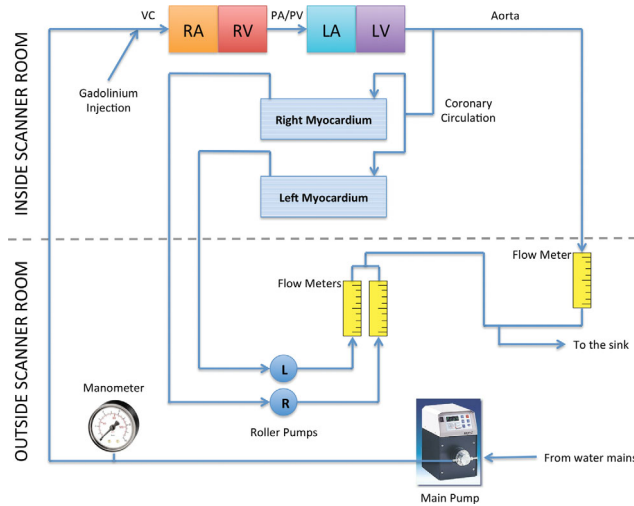 VC
PA/PV
Aorta
RA
RV
LA
LV
Gadolinium
Injection
Right Myocardium
Coronary
Circulation
Left Myocardium
INSIDE SCANNER ROOM
OUTSIDE SCANNER ROOM
Flow Meters
Flow Meter
To the sink
L
Manometer
R
Roller Pumps
From water mains
Main Pump